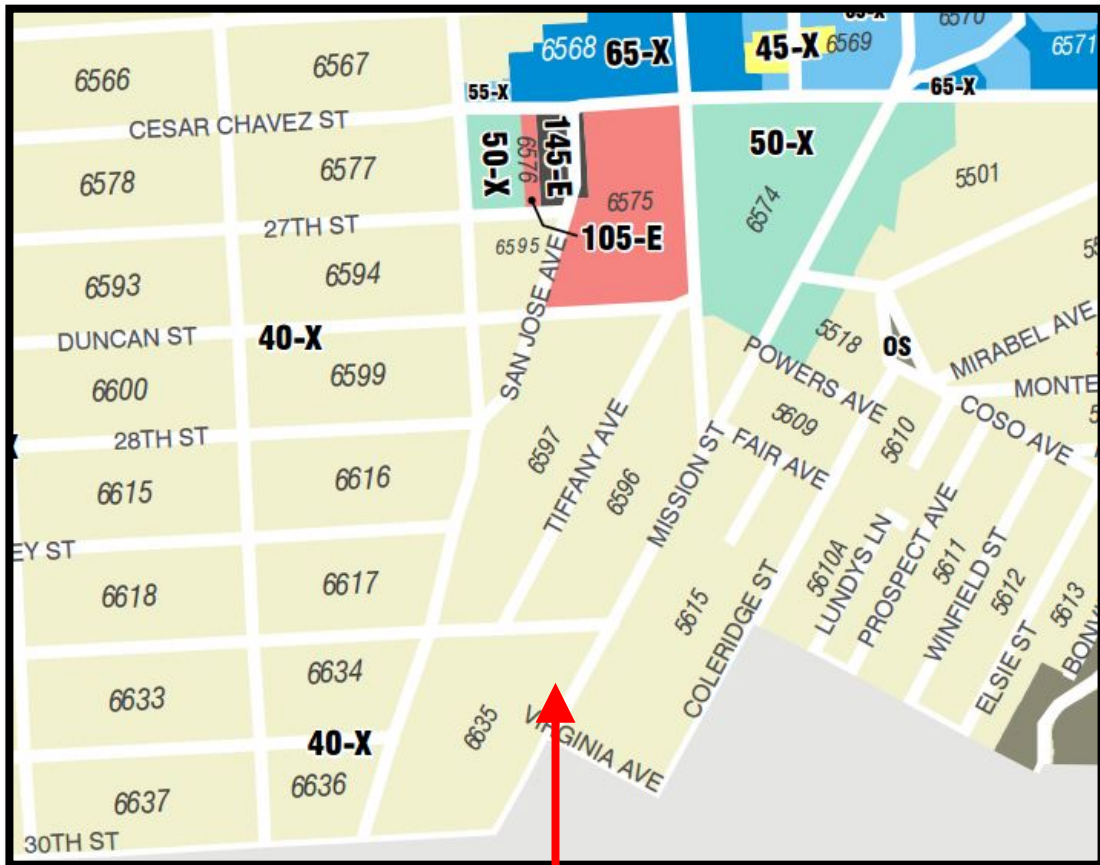 6566
6567
6568
65-X
45-X
6569
6570
6571
55-X
65-X
CESAR CHAVEZ ST
6578
6577
50-X
6576
145-E
6575
50-X
6574
5501
27TH ST
6595
105-E
6593
6594
SAN JOSE AVE
DUNCAN ST
40-X
5518
OS
MIRABEL AVE
POWERS AVE
6600
6599
MONTE
COSO AVE
28TH ST
6597
TIFFANY AVE
6596
MISSION ST
5609
FAIR AVE
5610
6615
6616
EY ST
6618
6617
5615
COLERIDGE ST
5610A
LUNDYS LN
PROSPECT AVE
5611
WINFIELD ST
5612
ELSIE ST
5613
BONVI
6633
6634
6635
VIRGINIA AVE
40-X
6637
6636
30TH ST